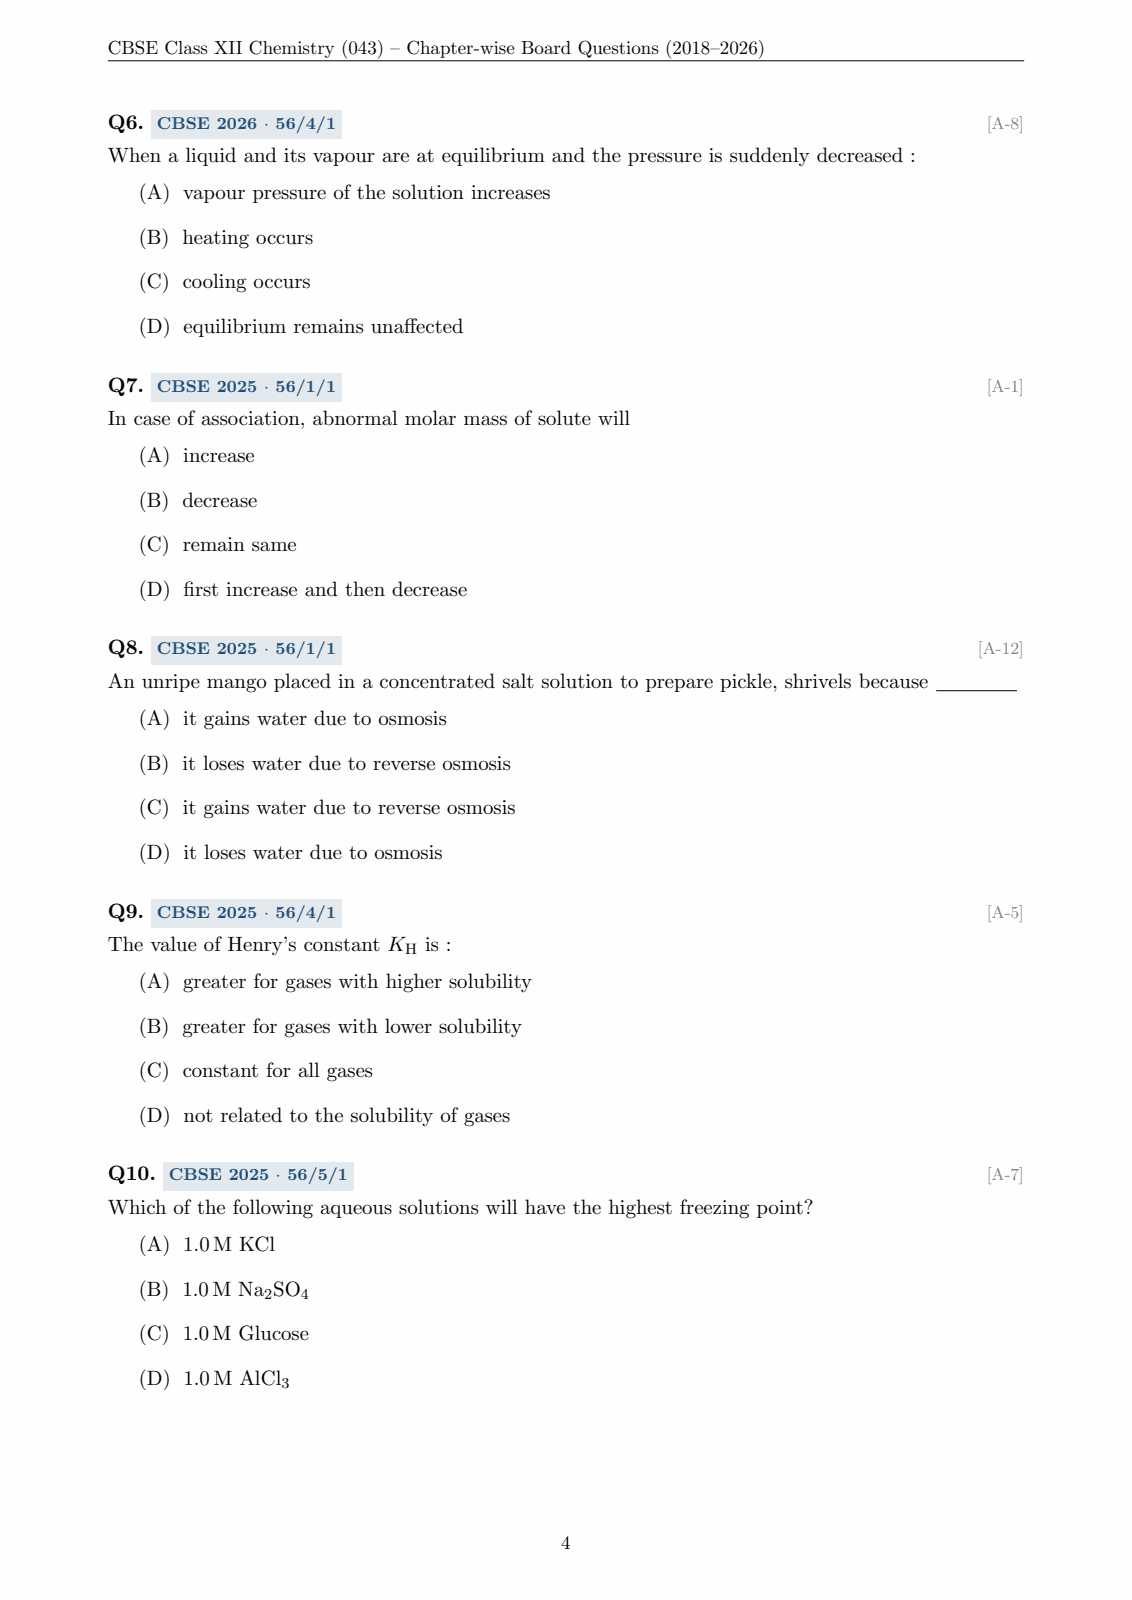 CBSE Class XII Chemistry (043) – Chapter-wise Board Questions (2018–2026)
Q6. CBSE 2026 · 56/4/1 [A-8]
When a liquid and its vapour are at equilibrium and the pressure is suddenly decreased :
(A) vapour pressure of the solution increases
(B) heating occurs
(C) cooling occurs
(D) equilibrium remains unaffected
Q7. CBSE 2025 · 56/1/1 [A-1]
In case of association, abnormal molar mass of solute will
(A) increase
(B) decrease
(C) remain same
(D) first increase and then decrease
Q8. CBSE 2025 · 56/1/1 [A-12]
An unripe mango placed in a concentrated salt solution to prepare pickle, shrivels because ________
(A) it gains water due to osmosis
(B) it loses water due to reverse osmosis
(C) it gains water due to reverse osmosis
(D) it loses water due to osmosis
Q9. CBSE 2025 · 56/4/1 [A-5]
The value of Henry's constant K_H is :
(A) greater for gases with higher solubility
(B) greater for gases with lower solubility
(C) constant for all gases
(D) not related to the solubility of gases
Q10. CBSE 2025 · 56/5/1 [A-7]
Which of the following aqueous solutions will have the highest freezing point?
(A) 1.0 M KCl
(B) 1.0 M Na₂SO₄
(C) 1.0 M Glucose
(D) 1.0 M AlCl₃
4